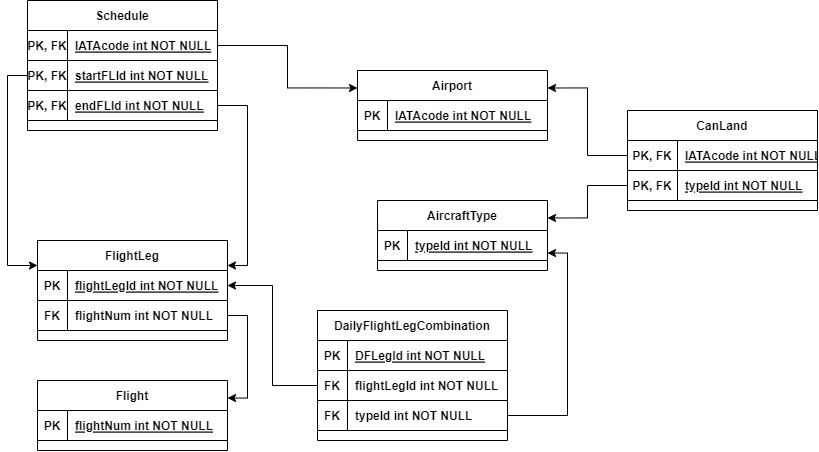 Schedule
PK, FK IATAcode int NOT NULL
PK, FK startFLId int NOT NULL
PK, FK endFLId int NOT NULL
Airport
PK IATAcode int NOT NULL
CanLand
PK, FK IATAcode int NOT NULL
PK, FK typeId int NOT NULL
AircraftType
PK typeId int NOT NULL
FlightLeg
PK flightLegId int NOT NULL
FK flightNum int NOT NULL
DailyFlightLegCombination
PK DFLegId int NOT NULL
FK flightLegId int NOT NULL
FK typeId int NOT NULL
Flight
PK flightNum int NOT NULL